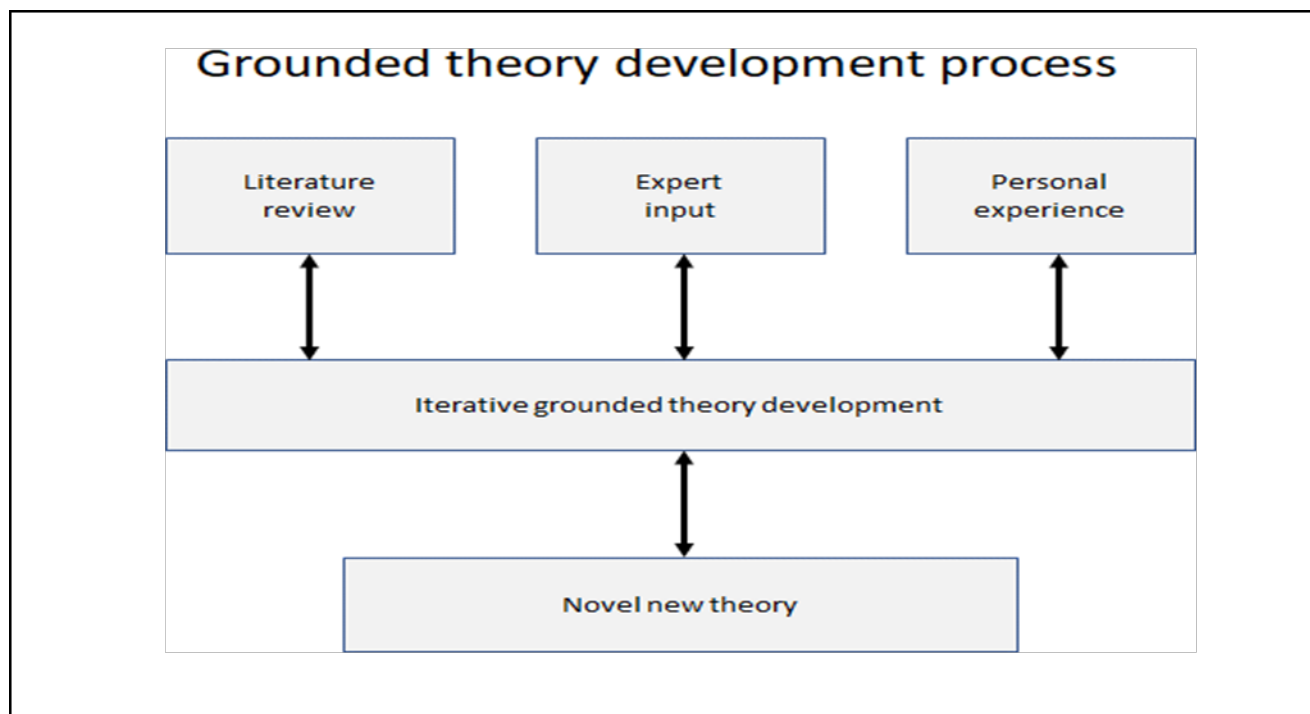 Grounded theory development process
Literature
review
Expert
input
Personal
experience
Iterative grounded theory development
Novel new theory